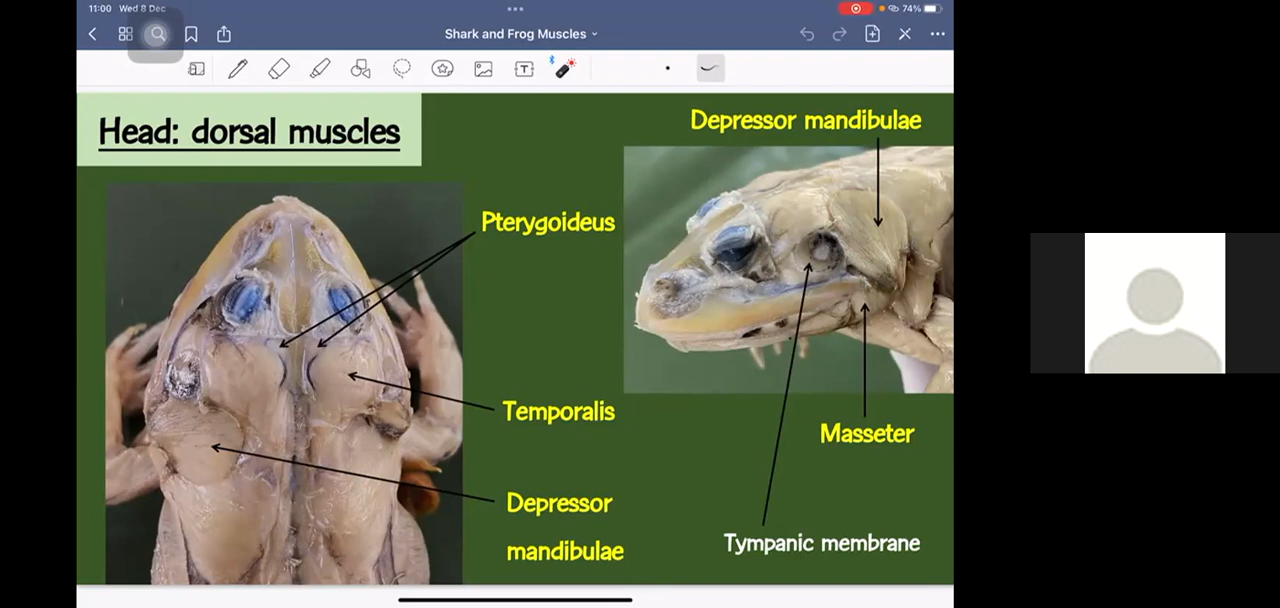 11:00 Wed 8 Dec
74%
Shark and Frog Muscles
T
Head: dorsal muscles
Depressor mandibulae
Pterygoideus
Temporalis
Masseter
Depressor
mandibulae
Tympanic membrane